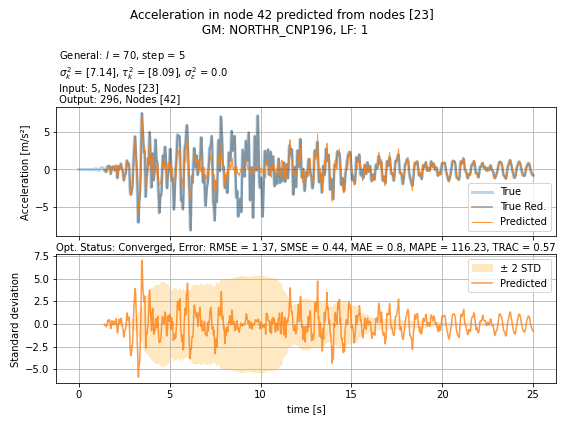 Acceleration in node 42 predicted from nodes [23]
GM: NORTHR_CNP196, LF: 1
General: l = 70, step = 5
σ²ₖ = [7.14], τ²ₖ = [8.09], σ²ε = 0.0
Input: 5, Nodes [23]
Output: 296, Nodes [42]
Acceleration [m/s²]
5
0
−5
True
True Red.
Predicted
Opt. Status: Converged, Error: RMSE = 1.37, SMSE = 0.44, MAE = 0.8, MAPE = 116.23, TRAC = 0.57
Standard deviation
7.5
5.0
2.5
0.0
−2.5
−5.0
± 2 STD
Predicted
0 5 10 15 20 25
time [s]